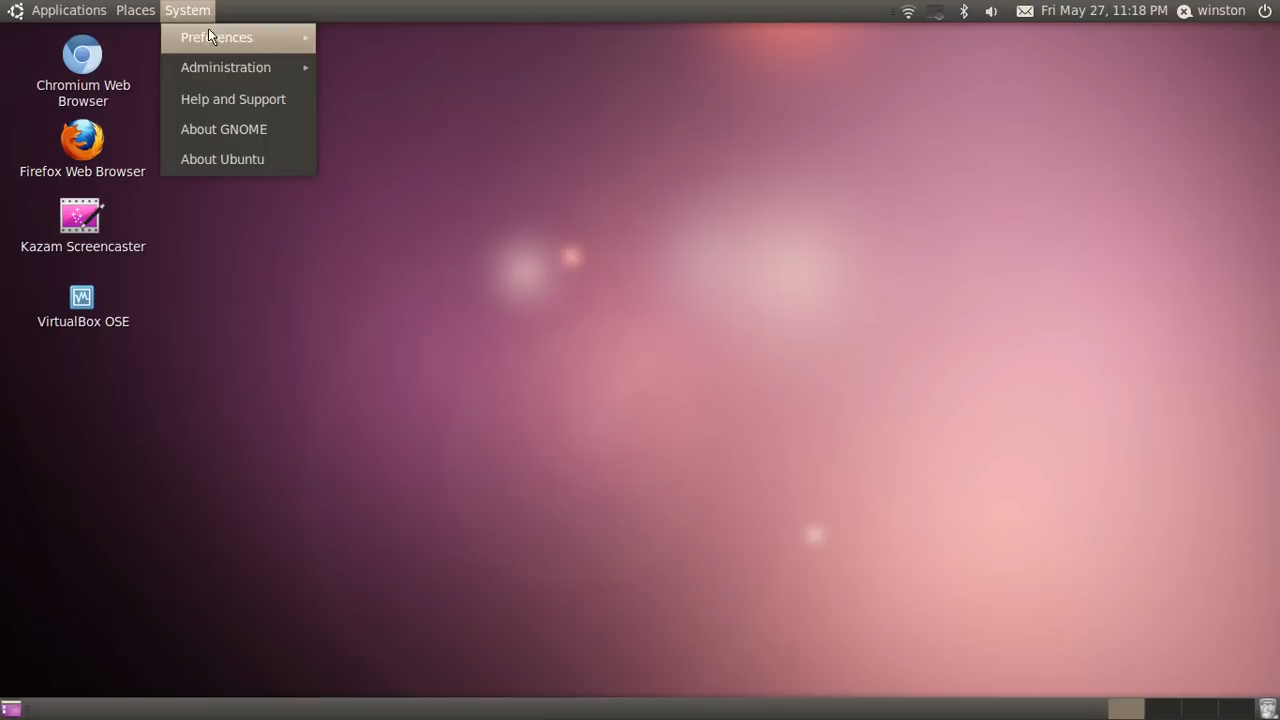 Applications Places System
Fri May 27, 11:18 PM winston
Preferences
Administration
Help and Support
About GNOME
About Ubuntu
Chromium Web
Browser
Firefox Web Browser
Kazam Screencaster
VirtualBox OSE